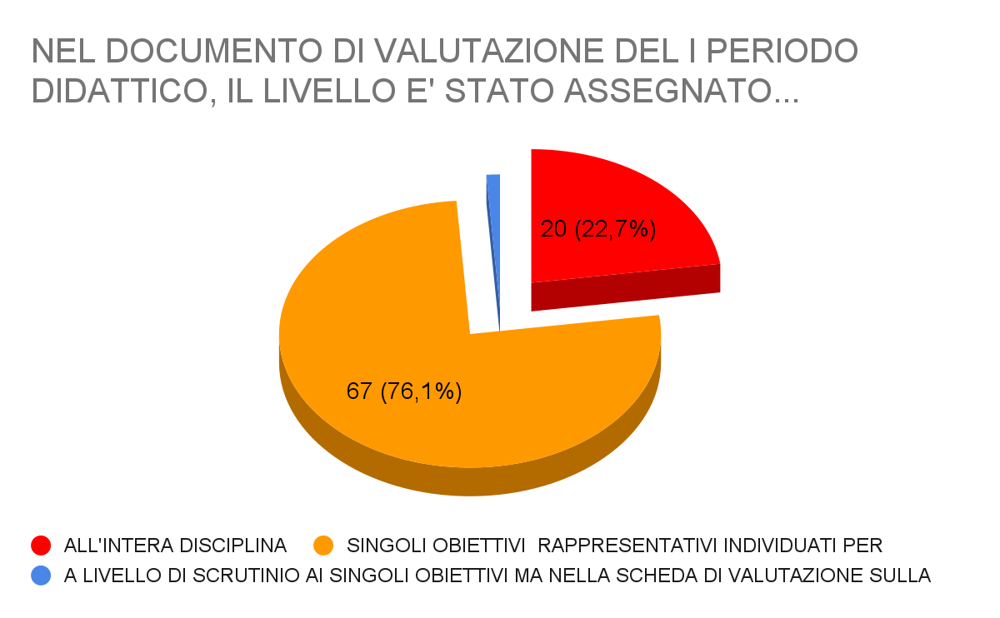 NEL DOCUMENTO DI VALUTAZIONE DEL I PERIODO
DIDATTICO, IL LIVELLO E' STATO ASSEGNATO...
20 (22,7%)
67 (76,1%)
ALL'INTERA DISCIPLINA
SINGOLI OBIETTIVI  RAPPRESENTATIVI INDIVIDUATI PER
A LIVELLO DI SCRUTINIO AI SINGOLI OBIETTIVI MA NELLA SCHEDA DI VALUTAZIONE SULLA